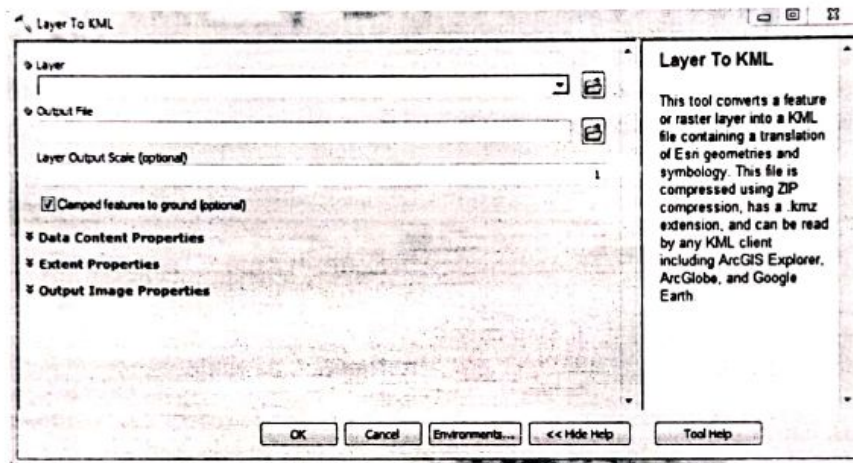 Layer To KML
Layer
Output File
Layer Output Scale (optional)
1
Clamped features to ground (optional)
Data Content Properties
Extent Properties
Output Image Properties
OK
Cancel
Environments...
<< Hide Help
Tool Help
Layer To KML
This tool converts a feature
or raster layer into a KML
file containing a translation
of Esri geometries and
symbology. This file is
compressed using ZIP
compression, has a .kmz
extension, and can be read
by any KML client
including ArcGIS Explorer,
ArcGlobe, and Google
Earth.